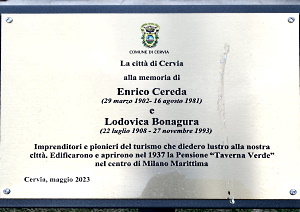 COMUNE DI CERVIA
La città di Cervia
alla memoria di
Enrico Cereda
(29 marzo 1902- 16 agosto 1981)
e
Lodovica Bonagura
(22 luglio 1908 - 27 novembre 1993)
Imprenditori e pionieri del turismo che diedero lustro alla nostra
città. Edificarono e aprirono nel 1937 la Pensione “Taverna Verde”
nel centro di Milano Marittima
Cervia, maggio 2023